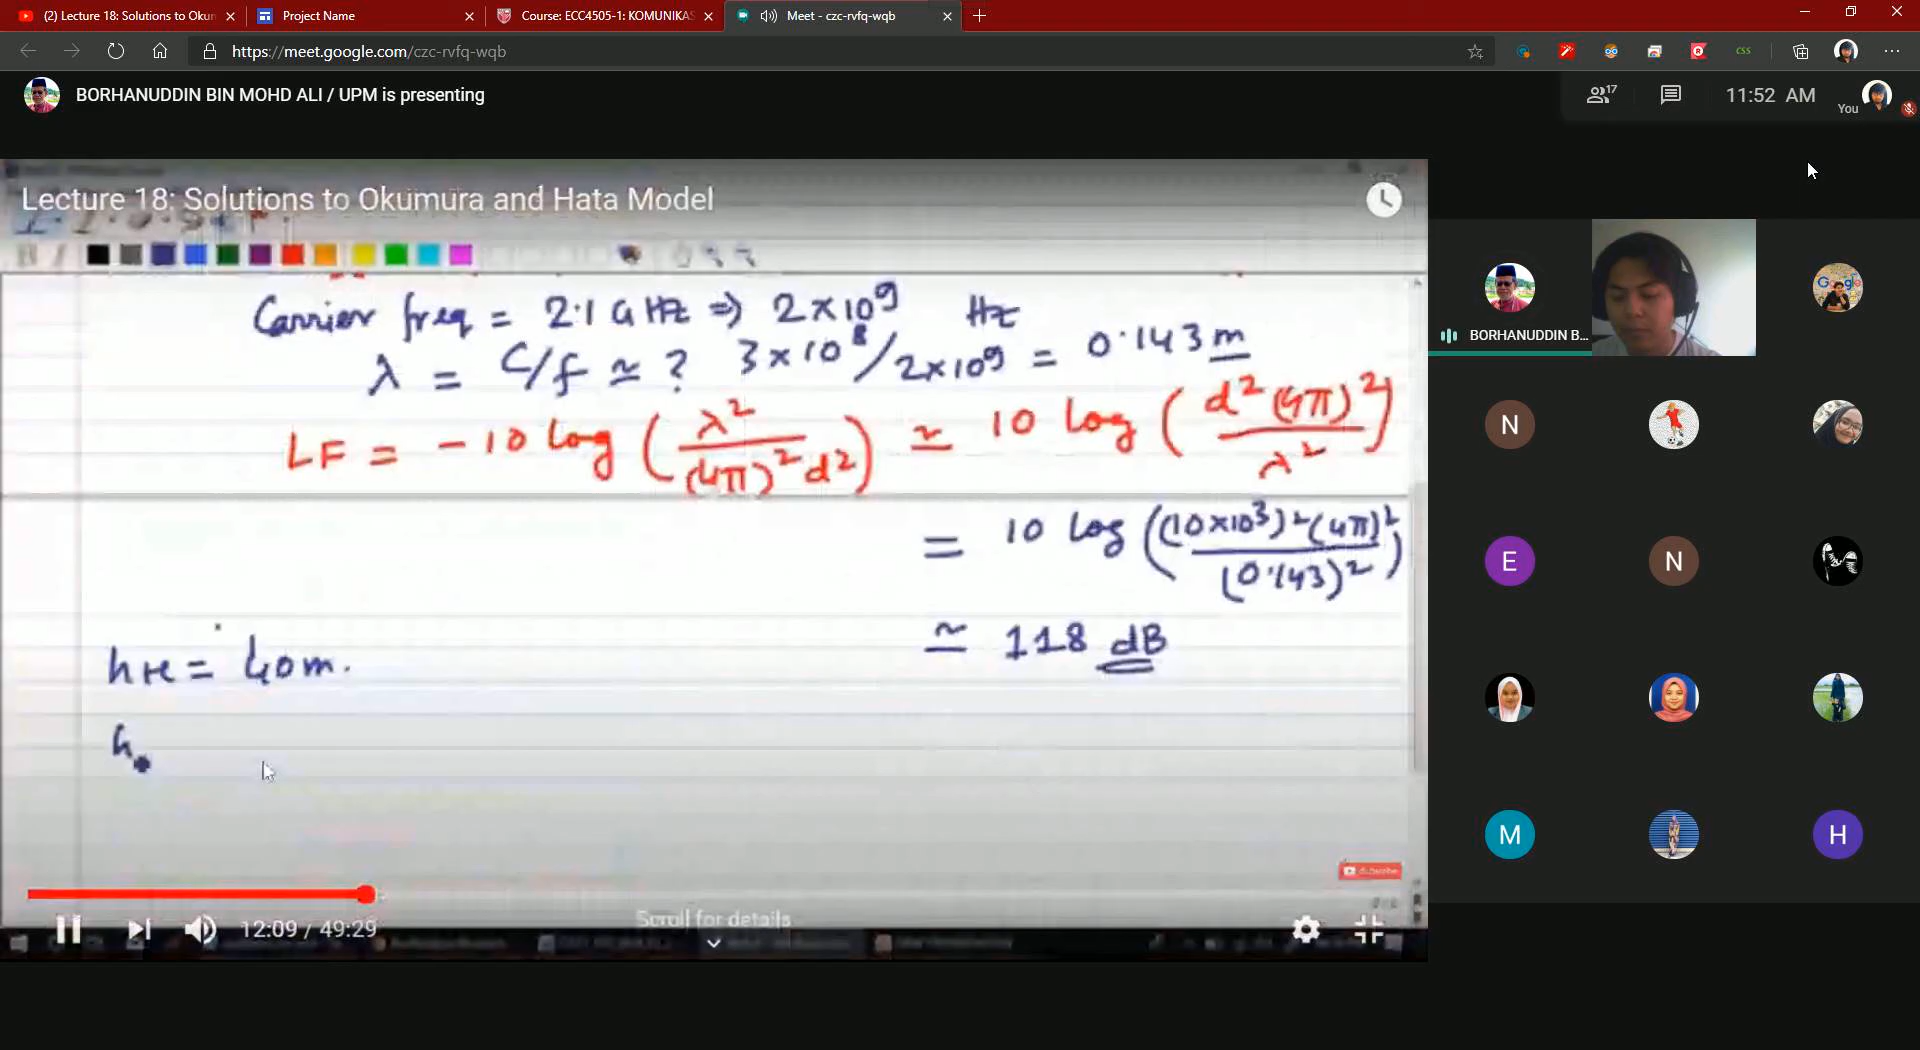 (2) Lecture 18: Solutions to Okun
Project Name
Course: ECC4505-1: KOMUNIKAS
Meet - czc-rvfq-wqb
https://meet.google.com/czc-rvfq-wqb
CSS
BORHANUDDIN BIN MOHD ALI / UPM is presenting
17
11:52 AM
You
Lecture 18: Solutions to Okumura and Hata Model
Carrier freq = 2.1 GHz ⇒ 2×10⁹ Hz
λ = C/f ≃ ? 3×10⁸/2×10⁹ = 0.143 m
LF = -10 log (λ²/(4π)²d²) ≃ 10 log (d²(4π)²/λ²)
= 10 log ((10×10³)²(4π)²/(0.143)²)
≃ 118 dB
hte = 40m.
h
Subscribe
12:09 / 49:29
Scroll for details
BORHANUDDIN B...
Google
N
E
N
M
H